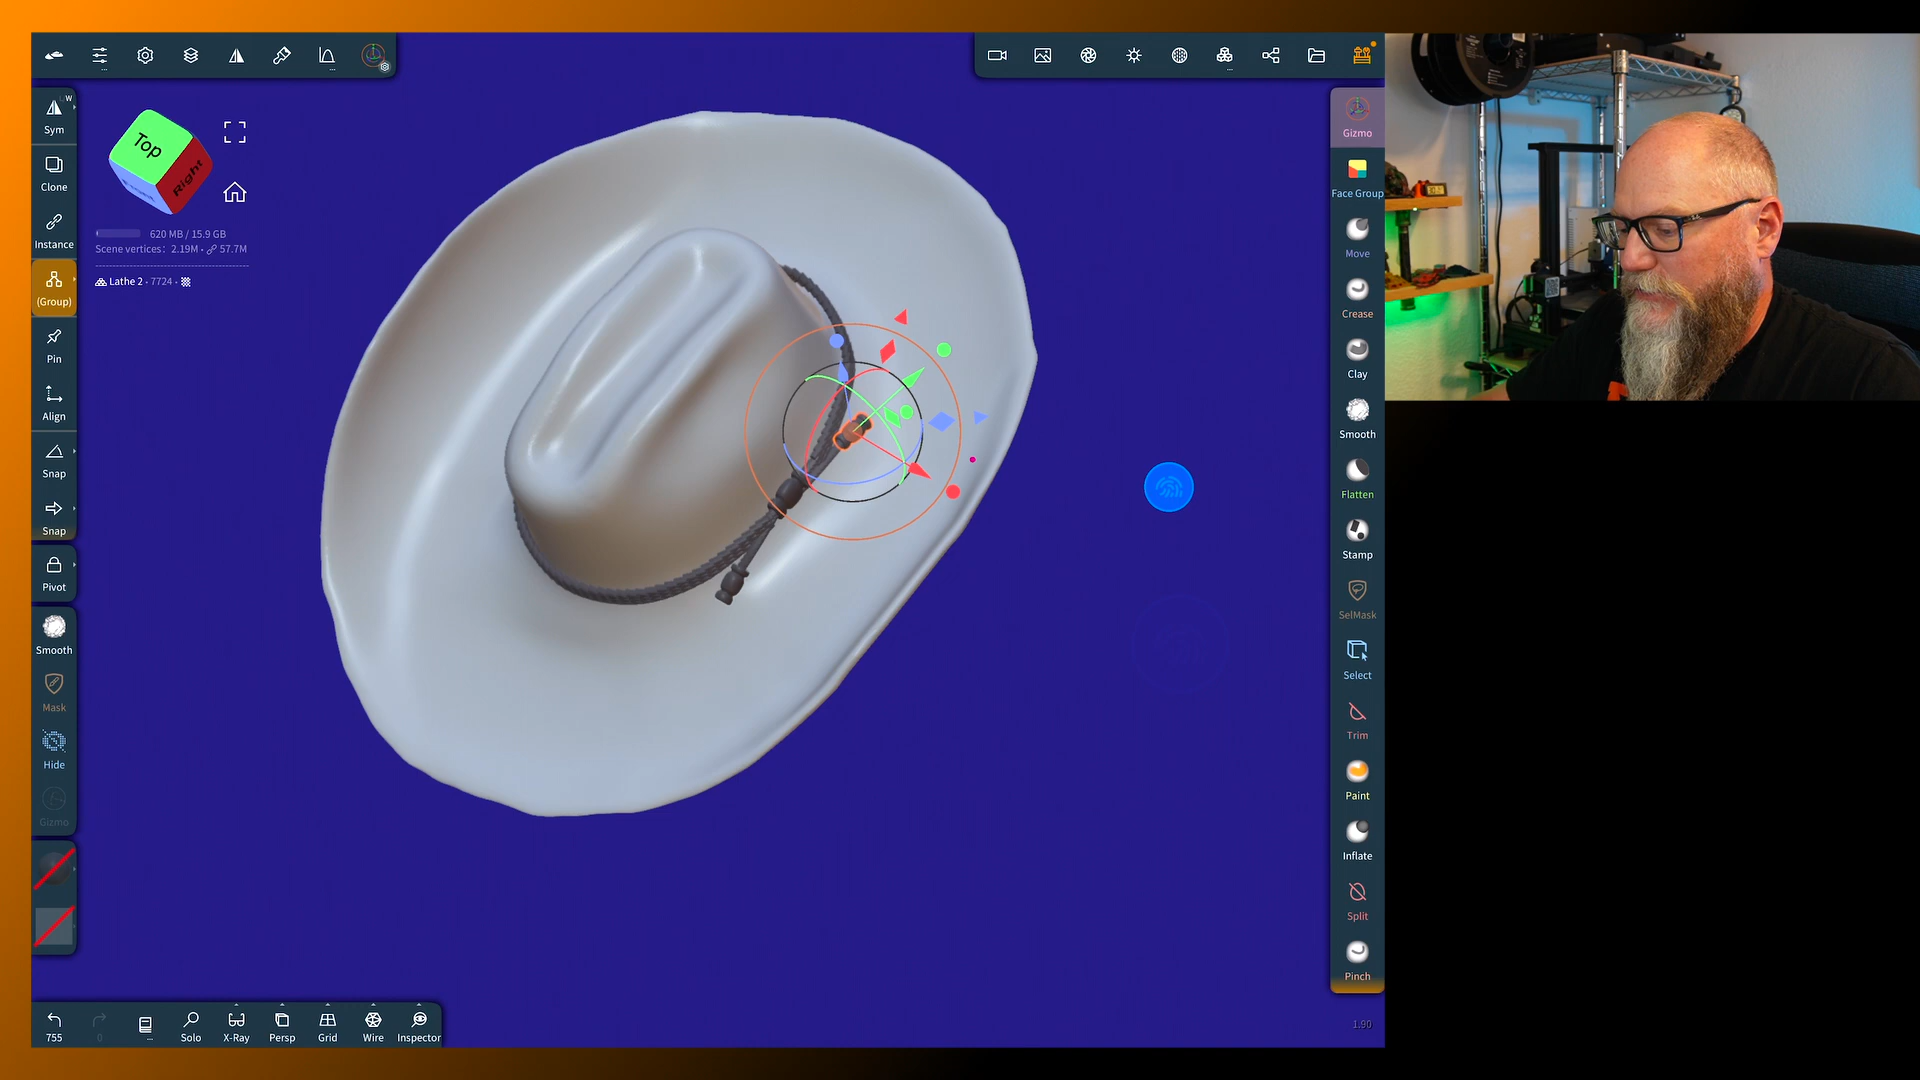 W
Sym
Clone
Instance
(Group)
Pin
Align
Snap
Snap
Pivot
Smooth
Mask
Hide
Gizmo
Top
Right
620 MB / 15.9 GB
Scene vertices: 2.19M • 57.7M
Lathe 2 • 7724 •
Gizmo
Face Group
Move
Crease
Clay
Smooth
Flatten
Stamp
SelMask
Select
Trim
Paint
Inflate
Split
Pinch
1.90
755
0
Solo
X-Ray
Persp
Grid
Wire
Inspector